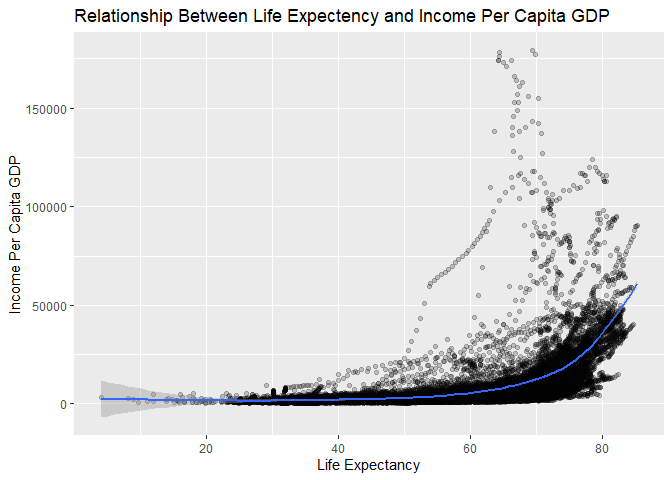 Relationship Between Life Expectency and Income Per Capita GDP
Income Per Capita GDP
150000
100000
50000
0
20
40
60
80
Life Expectancy